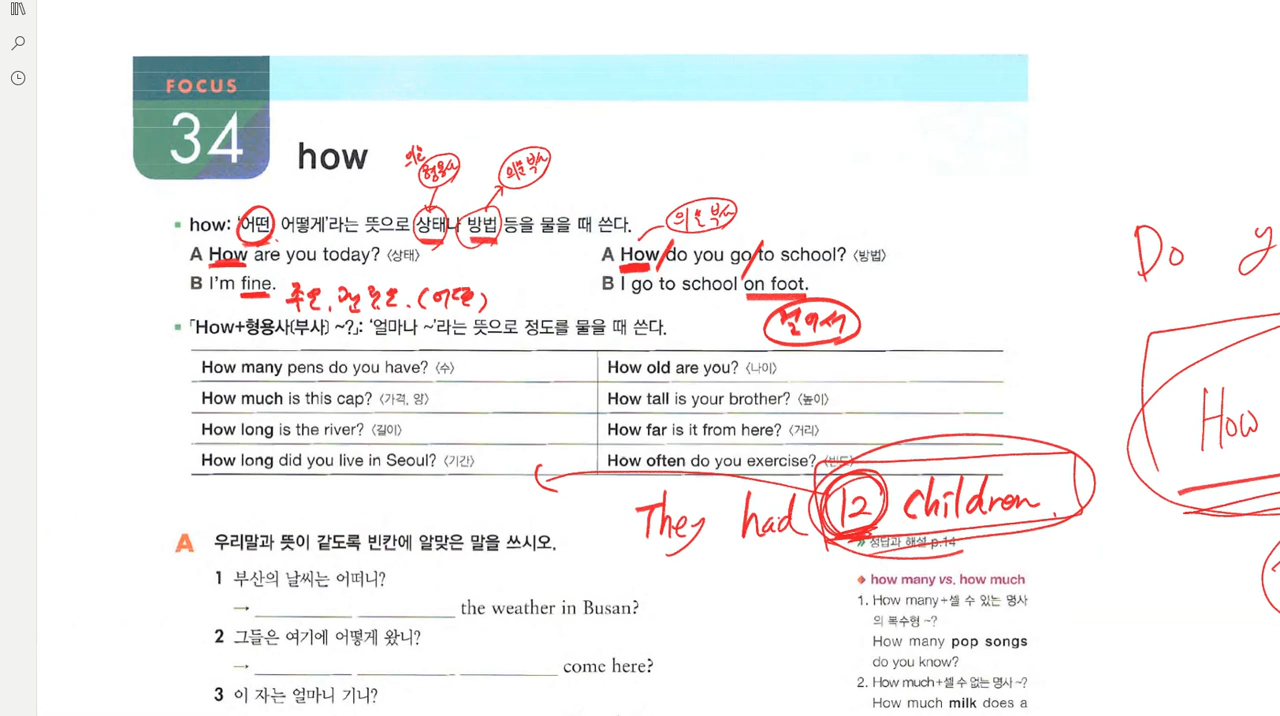 FOCUS
34
how
의문
형용사
의문 부사
how: '어떤, 어떻게'라는 뜻으로 상태나 방법 등을 물을 때 쓴다.
의문 부사
A How are you today? 〈상태〉
A How do you go to school? 〈방법〉
B I'm fine.
B I go to school on foot.
(어떤)
걸어서
「How+형용사[부사] ~?」: '얼마나 ~'라는 뜻으로 정도를 물을 때 쓴다.
How many pens do you have? 〈수〉
How old are you? 〈나이〉
How much is this cap? 〈가격, 양〉
How tall is your brother? 〈높이〉
How long is the river? 〈길이〉
How far is it from here? 〈거리〉
How long did you live in Seoul? 〈기간〉
How often do you exercise? 〈빈도〉
They had 12 children.
Do y
How
» 정답과 해설 p.14
A 우리말과 뜻이 같도록 빈칸에 알맞은 말을 쓰시오.
1 부산의 날씨는 어떠니?
→ the weather in Busan?
2 그들은 여기에 어떻게 왔니?
→ come here?
3 이 자는 얼마나 기니?
how many vs. how much
1. How many+셀 수 있는 명사
의 복수형 ~?
How many pop songs
do you know?
2. How much+셀 수 없는 명사 ~?
How much milk does a